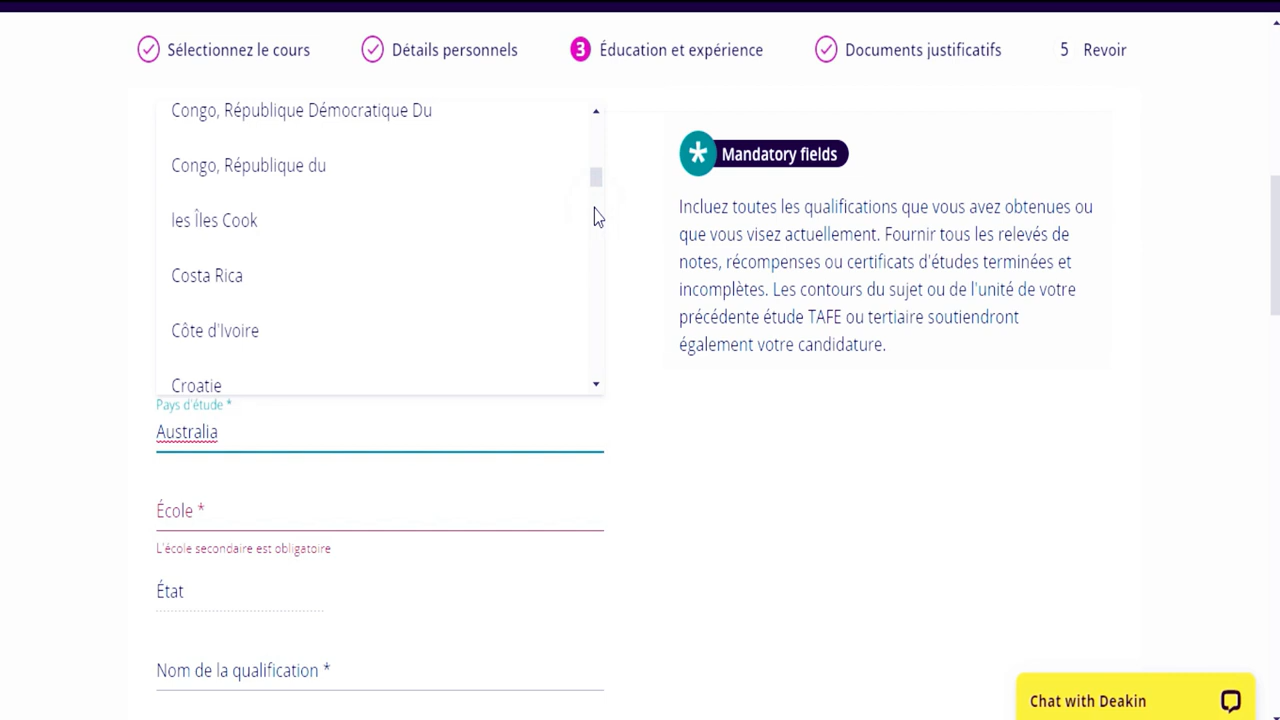 Sélectionnez le cours
Détails personnels
3 Éducation et expérience
Documents justificatifs
5 Revoir
Congo, République Démocratique Du
Congo, République du
les Îles Cook
Costa Rica
Côte d'Ivoire
Croatie
Pays d'étude *
Australia
École *
L'école secondaire est obligatoire
État
Nom de la qualification *
* Mandatory fields
Incluez toutes les qualifications que vous avez obtenues ou
que vous visez actuellement. Fournir tous les relevés de
notes, récompenses ou certificats d'études terminées et
incomplètes. Les contours du sujet ou de l'unité de votre
précédente étude TAFE ou tertiaire soutiendront
également votre candidature.
Chat with Deakin